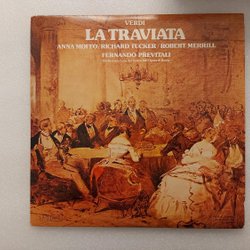 VERDI
LA TRAVIATA
ANNA MOFFO/RICHARD TUCKER/ROBERT MERRILL
FERNANDO PREVITALI